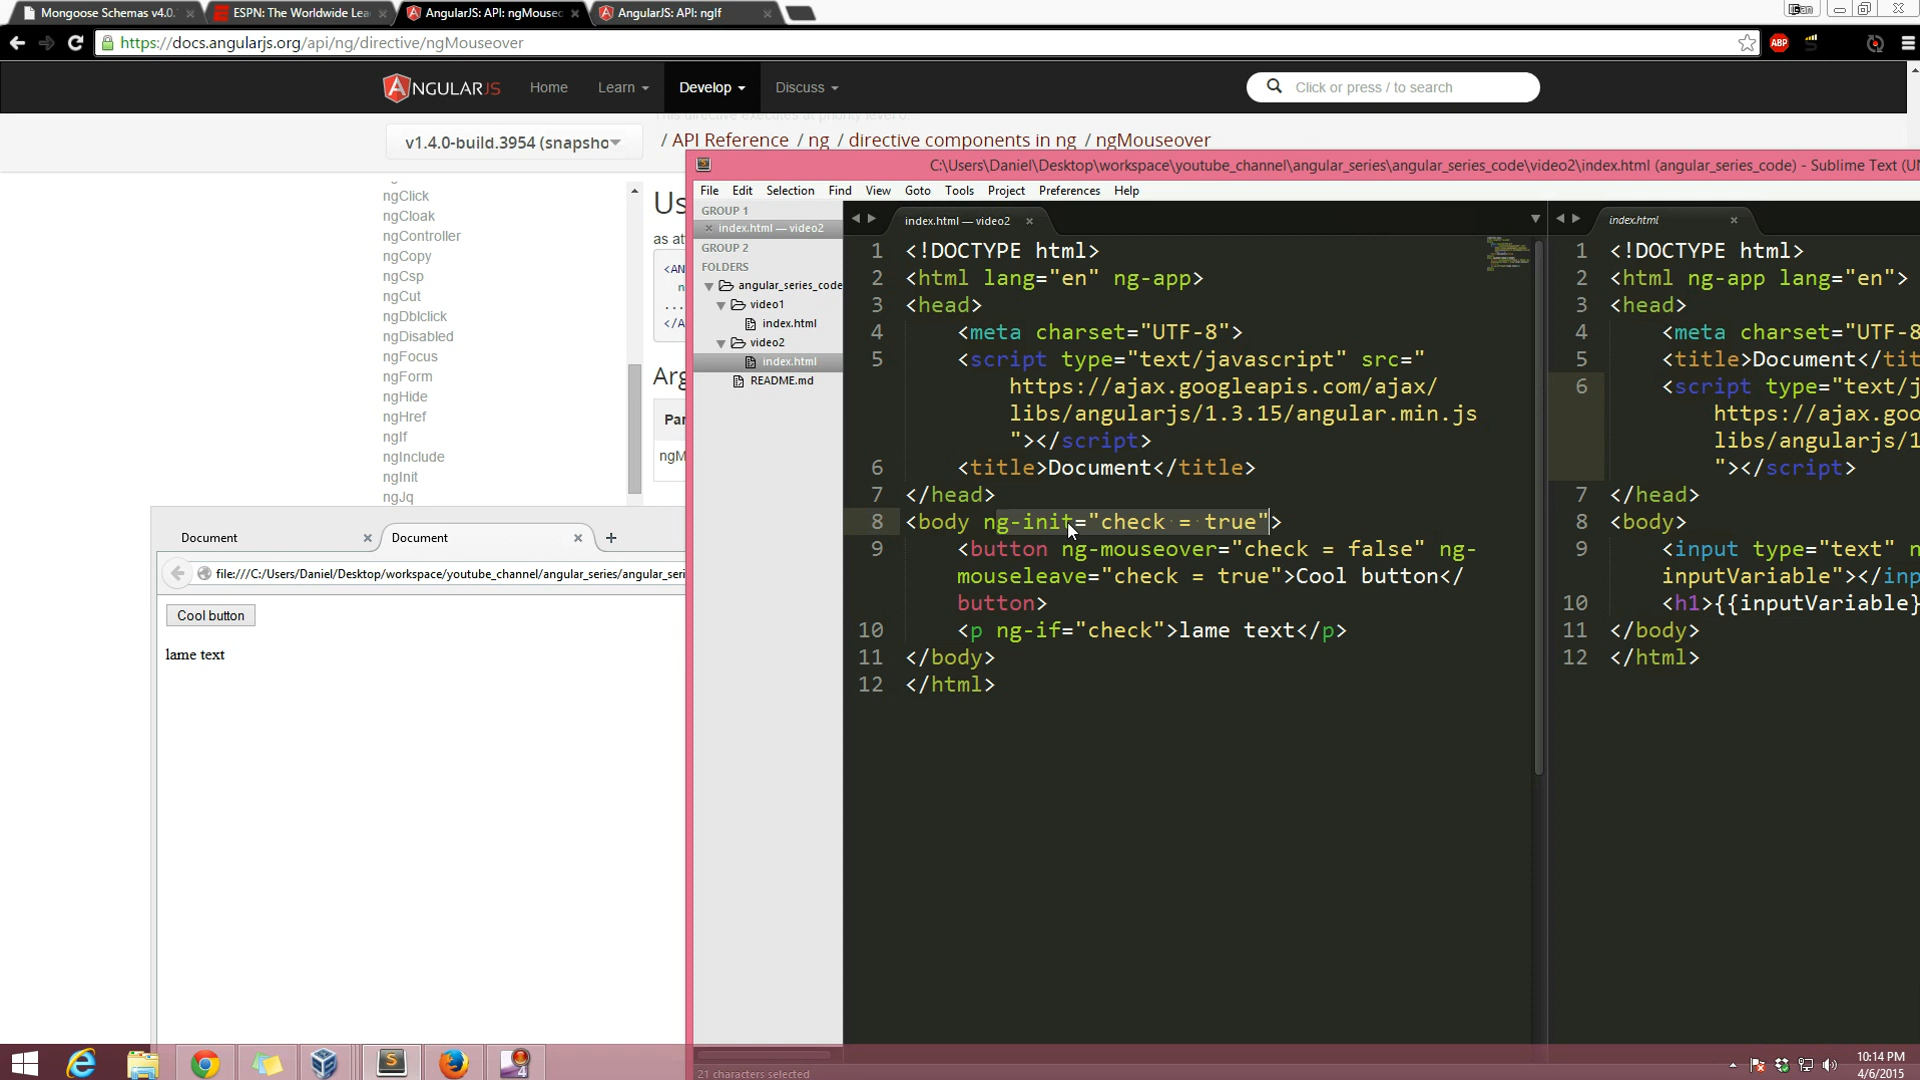 Mongoose Schemas v4.0.
ESPN: The Worldwide Lea
AngularJS: API: ngMousec
AngularJS: API: ngIf
https://docs.angularjs.org/api/ng/directive/ngMouseover
ABP
ANGULARJS
Home
Learn
Develop
Discuss
Click or press / to search
v1.4.0-build.3954 (snapsho
/ API Reference / ng / directive components in ng / ngMouseover
ngClick
ngCloak
ngController
ngCopy
ngCsp
ngCut
ngDblclick
ngDisabled
ngFocus
ngForm
ngHide
ngHref
ngIf
ngInclude
ngInit
ngJq
Us
as at
<AN
n
...
</A
Arg
Par
ngM
C:\Users\Daniel\Desktop\workspace\youtube_channel\angular_series\angular_series_code\video2\index.html (angular_series_code) - Sublime Text (UN
File Edit Selection Find View Goto Tools Project Preferences Help
GROUP 1
index.html — video2
GROUP 2
FOLDERS
angular_series_code
video1
index.html
video2
index.html
README.md
index.html — video2
1 <!DOCTYPE html>
2 <html lang="en" ng-app>
3 <head>
4 <meta charset="UTF-8">
5 <script type="text/javascript" src="
https://ajax.googleapis.com/ajax/
libs/angularjs/1.3.15/angular.min.js
"></script>
6 <title>Document</title>
7 </head>
8 <body ng-init="check = true">
9 <button ng-mouseover="check = false" ng-
mouseleave="check = true">Cool button</
button>
10 <p ng-if="check">lame text</p>
11 </body>
12 </html>
index.html
1 <!DOCTYPE html>
2 <html ng-app lang="en">
3 <head>
4 <meta charset="UTF-8
5 <title>Document</tit
6 <script type="text/j
https://ajax.goo
libs/angularjs/1
"></script>
7 </head>
8 <body>
9 <input type="text" n
inputVariable"></inp
10 <h1>{{inputVariable}
11 </body>
12 </html>
Document
Document
file:///C:/Users/Daniel/Desktop/workspace/youtube_channel/angular_series/angular_seri
Cool button
lame text
21 characters selected
10:14 PM
4/6/2015